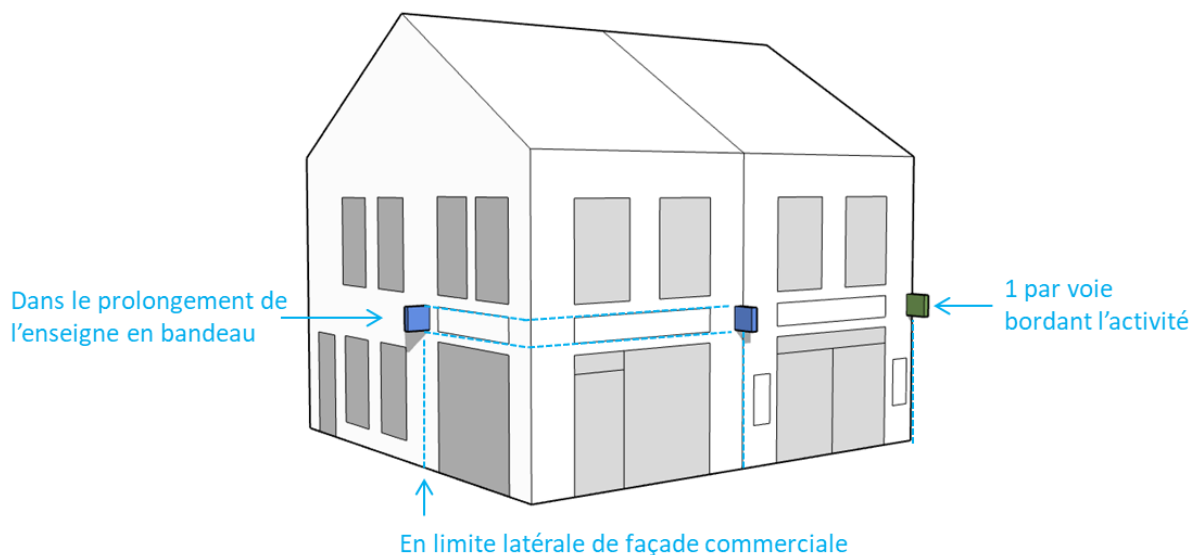 Dans le prolongement de
l’enseigne en bandeau
1 par voie
bordant l’activité
En limite latérale de façade commerciale